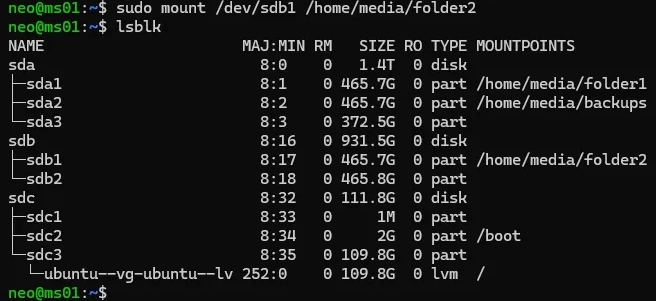 neo@ms01:~$ sudo mount /dev/sdb1 /home/media/folder2
neo@ms01:~$ lsblk
NAME                      MAJ:MIN RM   SIZE RO TYPE MOUNTPOINTS
sda                         8:0    0   1.4T  0 disk
├─sda1                      8:1    0 465.7G  0 part /home/media/folder1
├─sda2                      8:2    0 465.7G  0 part /home/media/backups
└─sda3                      8:3    0 372.5G  0 part
sdb                         8:16   0 931.5G  0 disk
├─sdb1                      8:17   0 465.7G  0 part /home/media/folder2
└─sdb2                      8:18   0 465.8G  0 part
sdc                         8:32   0 111.8G  0 disk
├─sdc1                      8:33   0     1M  0 part
├─sdc2                      8:34   0     2G  0 part /boot
└─sdc3                      8:35   0 109.8G  0 part
  └─ubuntu--vg-ubuntu--lv 252:0    0 109.8G  0 lvm  /
neo@ms01:~$